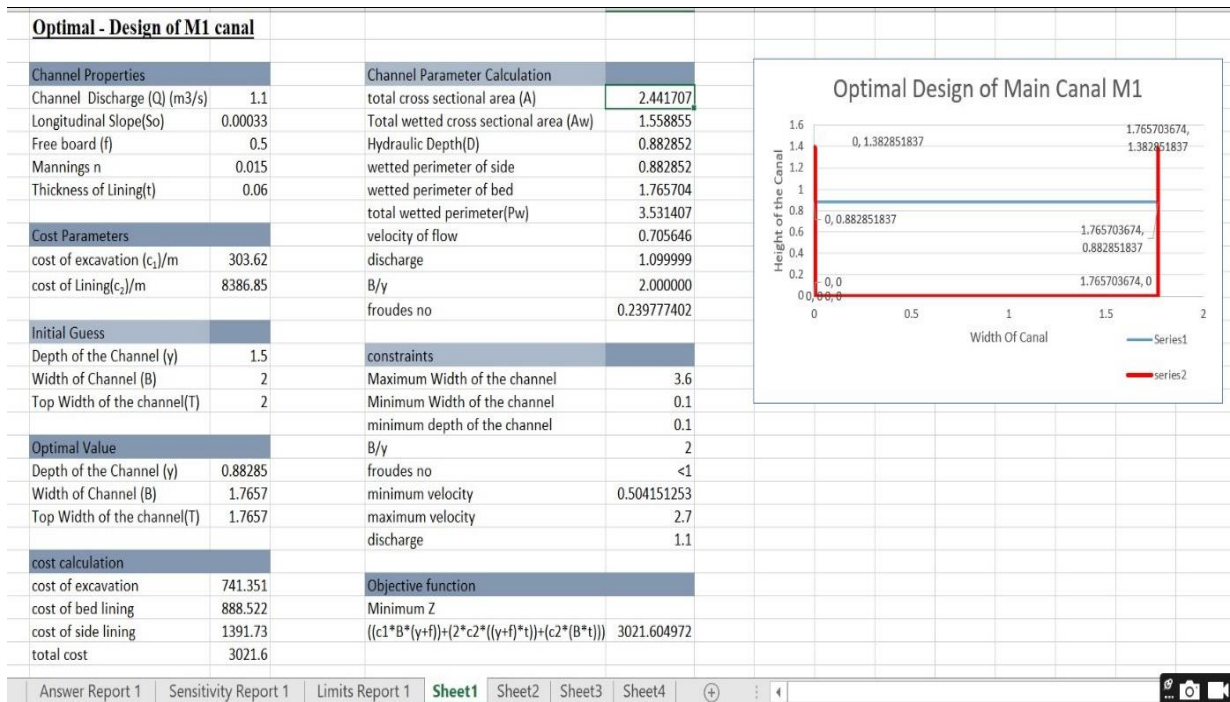 Optimal - Design of M1 canal
Channel Properties
Channel Discharge (Q) (m3/s) 1.1
Longitudinal Slope(So) 0.00033
Free board (f) 0.5
Mannings n 0.015
Thickness of Lining(t) 0.06
Cost Parameters
cost of excavation (c₁)/m 303.62
cost of Lining(c₂)/m 8386.85
Initial Guess
Depth of the Channel (y) 1.5
Width of Channel (B) 2
Top Width of the channel(T) 2
Optimal Value
Depth of the Channel (y) 0.88285
Width of Channel (B) 1.7657
Top Width of the channel(T) 1.7657
cost calculation
cost of excavation 741.351
cost of bed lining 888.522
cost of side lining 1391.73
total cost 3021.6
Channel Parameter Calculation
total cross sectional area (A) 2.441707
Total wetted cross sectional area (Aw) 1.558855
Hydraulic Depth(D) 0.882852
wetted perimeter of side 0.882852
wetted perimeter of bed 1.765704
total wetted perimeter(Pw) 3.531407
velocity of flow 0.705646
discharge 1.099999
B/y 2.000000
froudes no 0.239777402
constraints
Maximum Width of the channel 3.6
Minimum Width of the channel 0.1
minimum depth of the channel 0.1
B/y 2
froudes no <1
minimum velocity 0.504151253
maximum velocity 2.7
discharge 1.1
Objective function
Minimum Z
((c1*B*(y+f))+(2*c2*((y+f)*t))+(c2*(B*t))) 3021.604972
Optimal Design of Main Canal M1
Height of the Canal
1.6
1.4
1.2
1
0.8
0.6
0.4
0.2
0
0, 1.382851837
1.765703674,
1.382851837
0, 0.882851837
1.765703674,
0.882851837
0, 0
1.765703674, 0
0 0.5 1 1.5 2
Width Of Canal
Series1
series2
Answer Report 1 Sensitivity Report 1 Limits Report 1 Sheet1 Sheet2 Sheet3 Sheet4